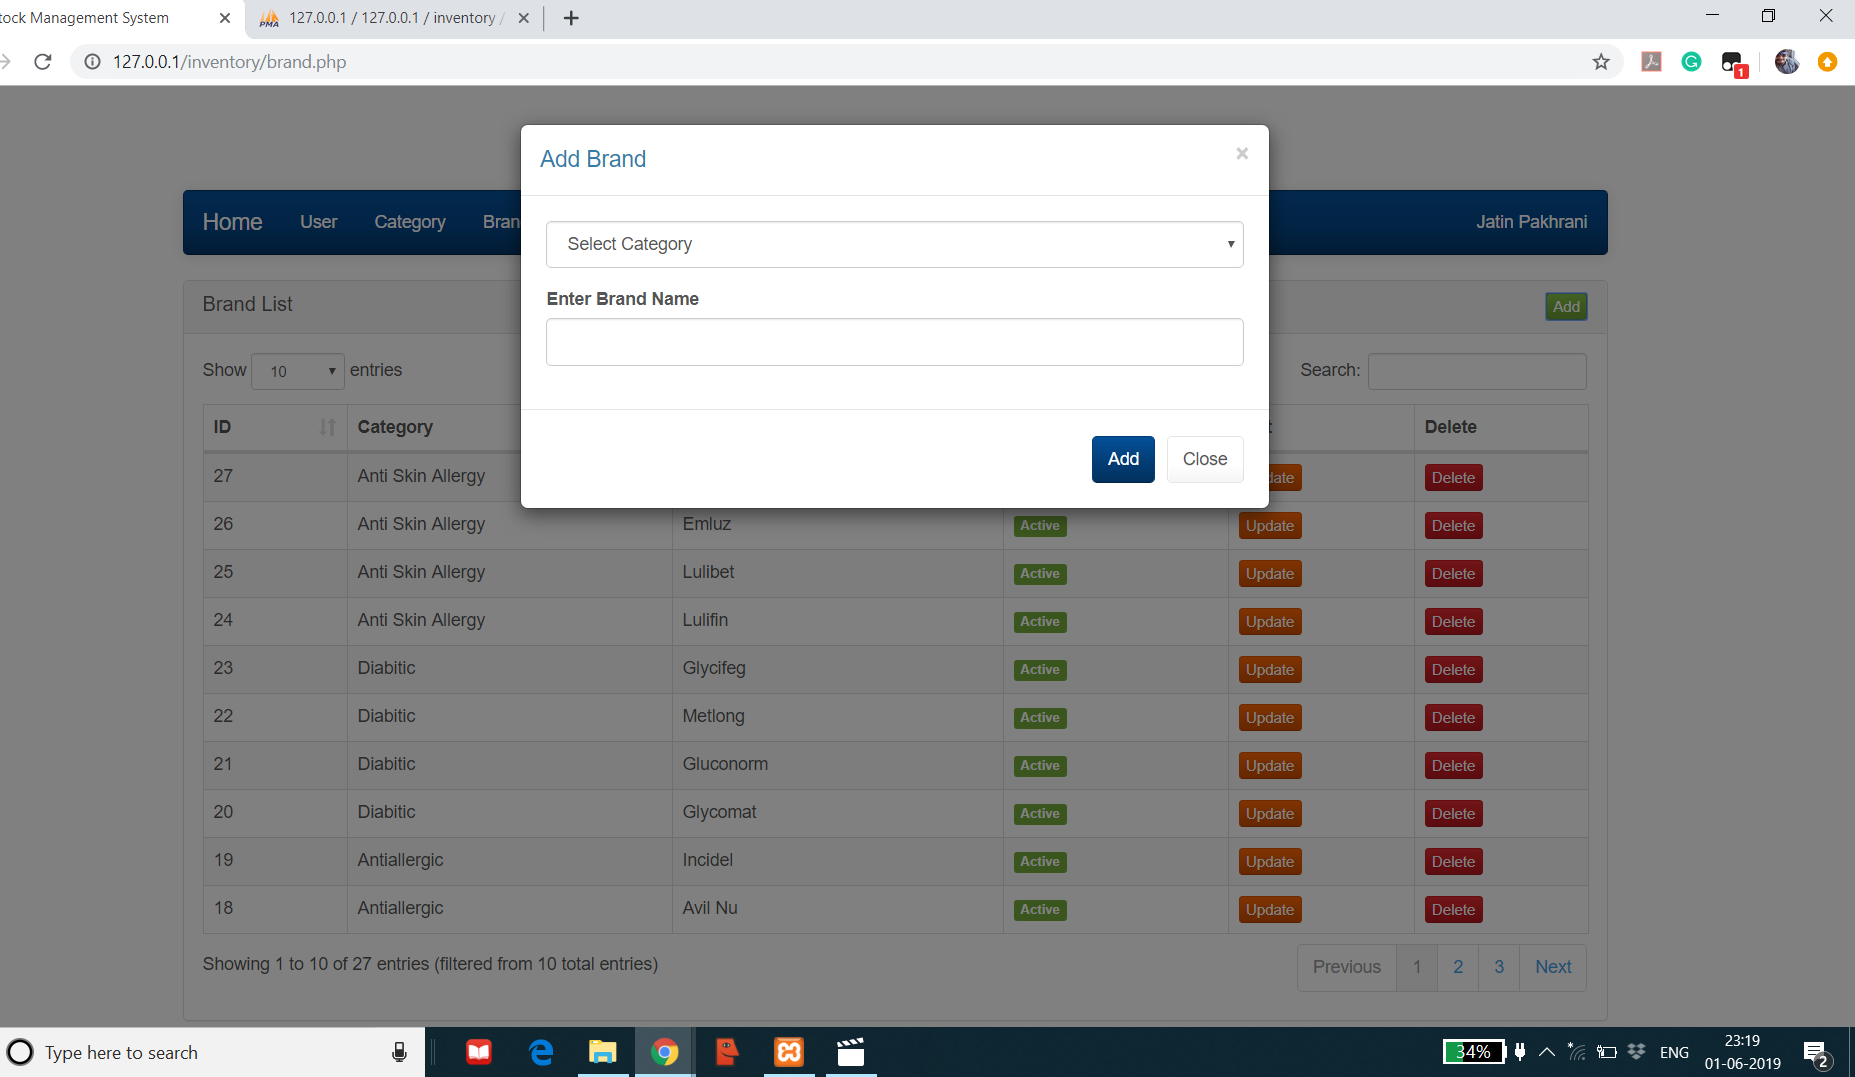 tock Management System
127.0.0.1 / 127.0.0.1 / inventory /
127.0.0.1/inventory/brand.php
1
Add Brand
×
Home User Category Bran Jatin Pakhrani
Select Category
Brand List Add
Enter Brand Name
Show 10 entries Search:
ID Category Delete
Add Close
27 Anti Skin Allergy date Delete
26 Anti Skin Allergy Emluz Active Update Delete
25 Anti Skin Allergy Lulibet Active Update Delete
24 Anti Skin Allergy Lulifin Active Update Delete
23 Diabitic Glycifeg Active Update Delete
22 Diabitic Metlong Active Update Delete
21 Diabitic Gluconorm Active Update Delete
20 Diabitic Glycomat Active Update Delete
19 Antiallergic Incidel Active Update Delete
18 Antiallergic Avil Nu Active Update Delete
Showing 1 to 10 of 27 entries (filtered from 10 total entries) Previous 1 2 3 Next
Type here to search 34% ENG 23:19
01-06-2019 2